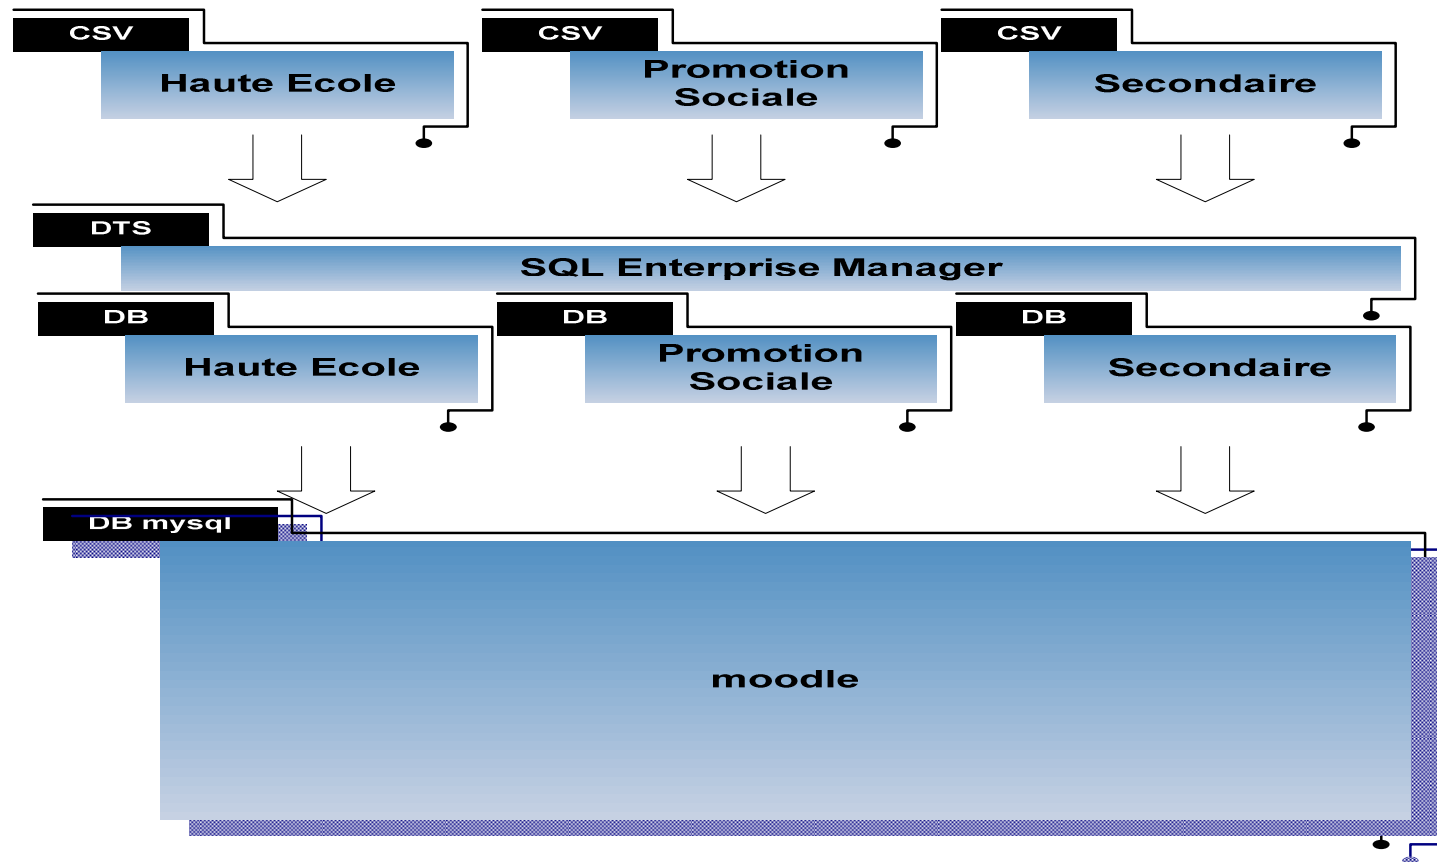 CSV
Haute Ecole
CSV
Promotion
Sociale
CSV
Secondaire
DTS
SQL Enterprise Manager
DB
Haute Ecole
DB
Promotion
Sociale
DB
Secondaire
DB mysql
moodle